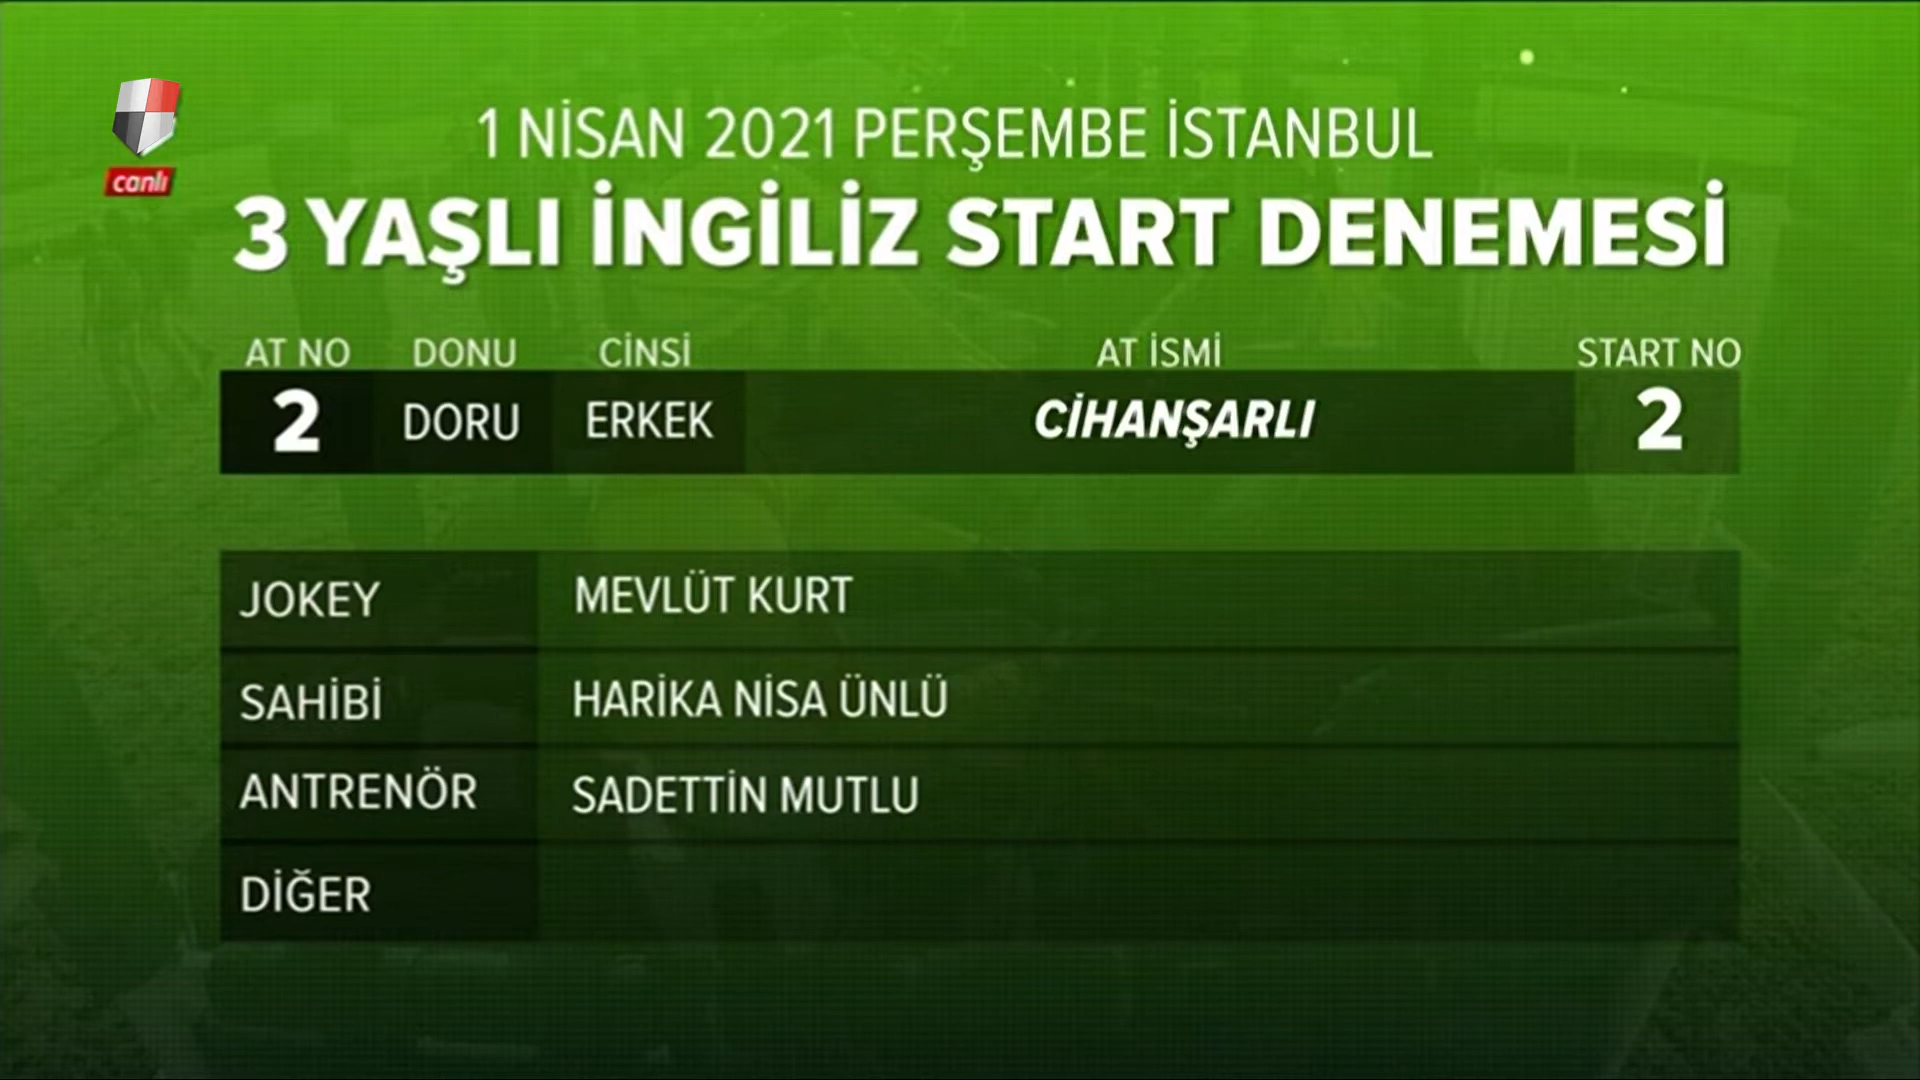 canlı
1 NİSAN 2021 PERŞEMBE İSTANBUL
3 YAŞLI İNGİLİZ START DENEMESİ
AT NO DONU CİNSİ AT İSMİ START NO
2 DORU ERKEK CİHANŞARLI 2
JOKEY MEVLÜT KURT
SAHİBİ HARİKA NİSA ÜNLÜ
ANTRENÖR SADETTİN MUTLU
DİĞER